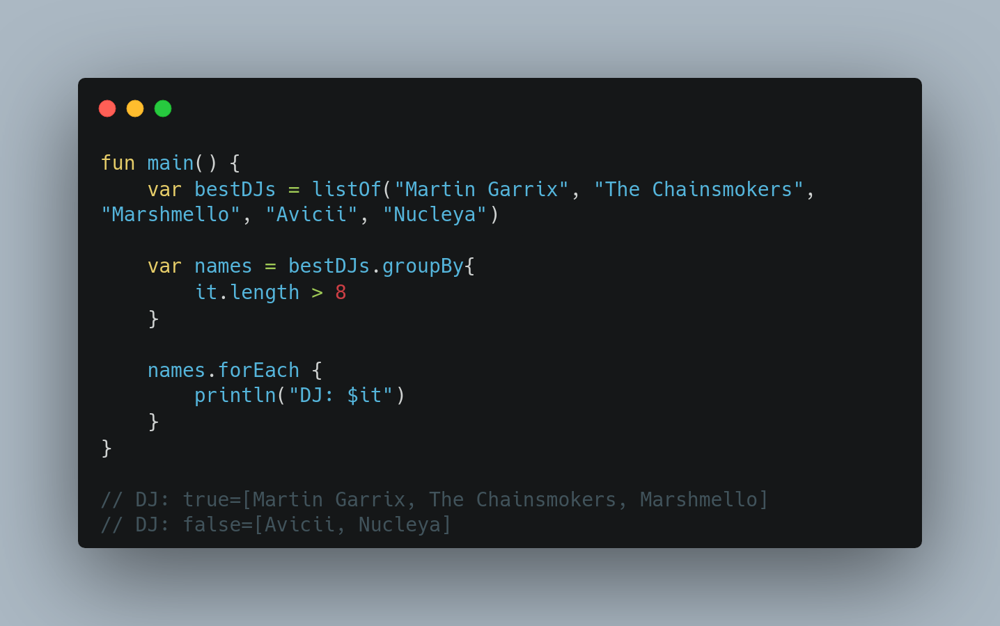 fun main() {
    var bestDJs = listOf("Martin Garrix", "The Chainsmokers",
"Marshmello", "Avicii", "Nucleya")

    var names = bestDJs.groupBy{
        it.length > 8
    }

    names.forEach {
        println("DJ: $it")
    }
}

// DJ: true=[Martin Garrix, The Chainsmokers, Marshmello]
// DJ: false=[Avicii, Nucleya]